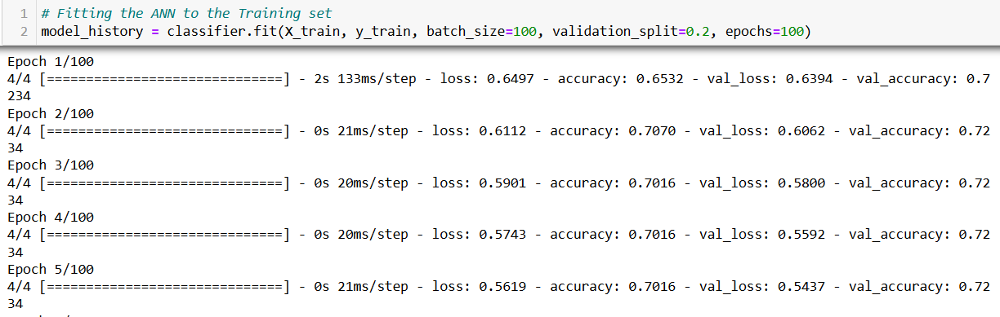 1 # Fitting the ANN to the Training set
2 model_history = classifier.fit(X_train, y_train, batch_size=100, validation_split=0.2, epochs=100)
Epoch 1/100
4/4 [==============================] - 2s 133ms/step - loss: 0.6497 - accuracy: 0.6532 - val_loss: 0.6394 - val_accuracy: 0.7
234
Epoch 2/100
4/4 [==============================] - 0s 21ms/step - loss: 0.6112 - accuracy: 0.7070 - val_loss: 0.6062 - val_accuracy: 0.72
34
Epoch 3/100
4/4 [==============================] - 0s 20ms/step - loss: 0.5901 - accuracy: 0.7016 - val_loss: 0.5800 - val_accuracy: 0.72
34
Epoch 4/100
4/4 [==============================] - 0s 20ms/step - loss: 0.5743 - accuracy: 0.7016 - val_loss: 0.5592 - val_accuracy: 0.72
34
Epoch 5/100
4/4 [==============================] - 0s 21ms/step - loss: 0.5619 - accuracy: 0.7016 - val_loss: 0.5437 - val_accuracy: 0.72
34